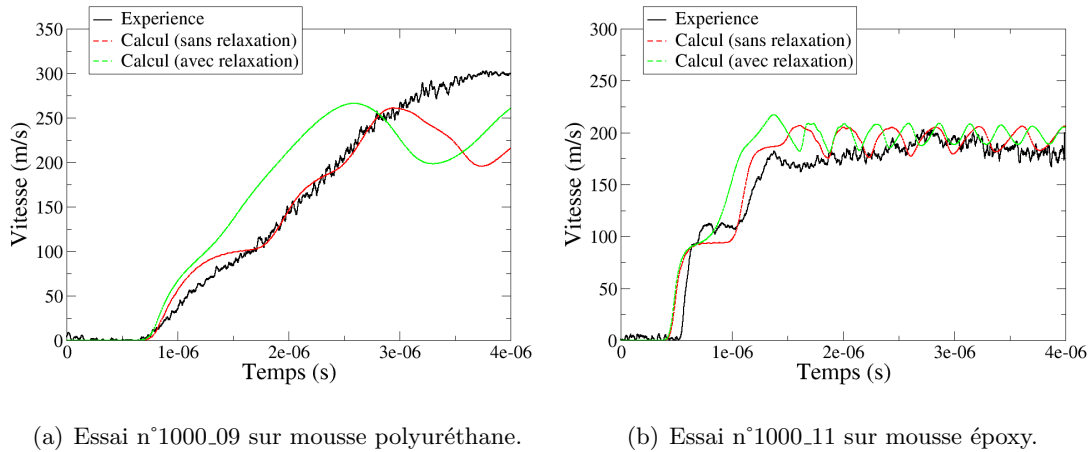 350
300
250
200
150
100
50
0
Vitesse (m/s)
Experience
Calcul (sans relaxation)
Calcul (avec relaxation)
0 1e-06 2e-06 3e-06 4e-06
Temps (s)
(a) Essai n°1000_09 sur mousse polyuréthane.
300
250
200
150
100
50
0
Vitesse (m/s)
Experience
Calcul (sans relaxation)
Calcul (avec relaxation)
0 1e-06 2e-06 3e-06 4e-06
Temps (s)
(b) Essai n°1000_11 sur mousse époxy.